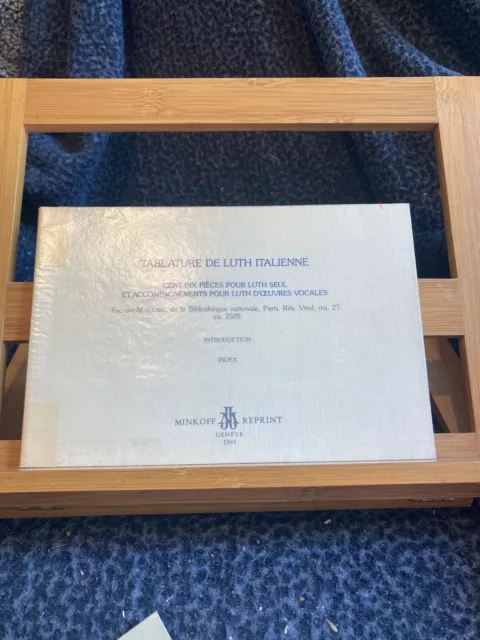 TABLATURE DE LUTH ITALIENNE
CENT DIX PIÈCES POUR LUTH SEUL
ET ACCOMPAGNEMENTS POUR LUTH D'ŒUVRES VOCALES
Fac-similé du ms. de la Bibliothèque nationale, Paris. Rés. Vmd. ms. 27
ca. 1505
INTRODUCTION
INDEX
MINKOFF REPRINT
GENÈVE
1981